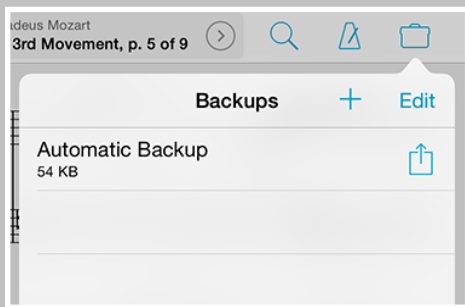 adeus Mozart
3rd Movement, p. 5 of 9
Backups
Edit
Automatic Backup
54 KB